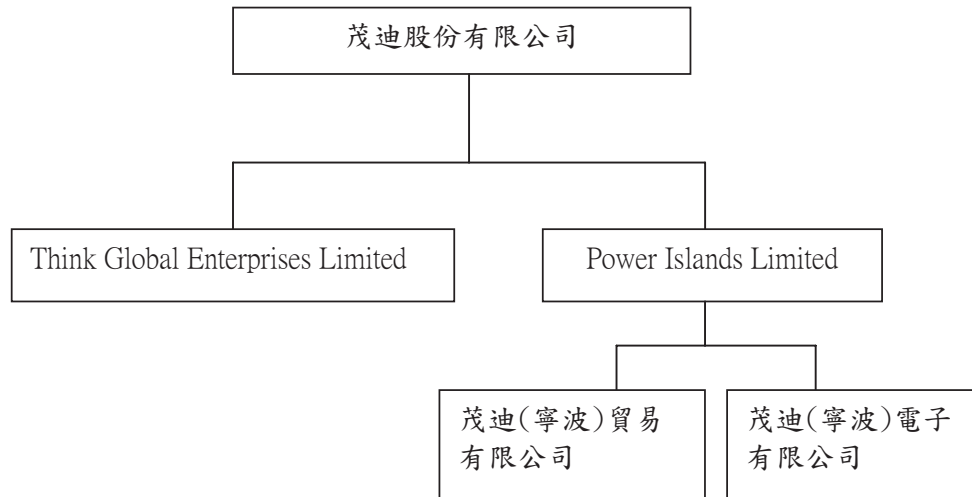 茂迪股份有限公司
Think Global Enterprises Limited
Power Islands Limited
茂迪(寧波)貿易
有限公司
茂迪(寧波)電子
有限公司